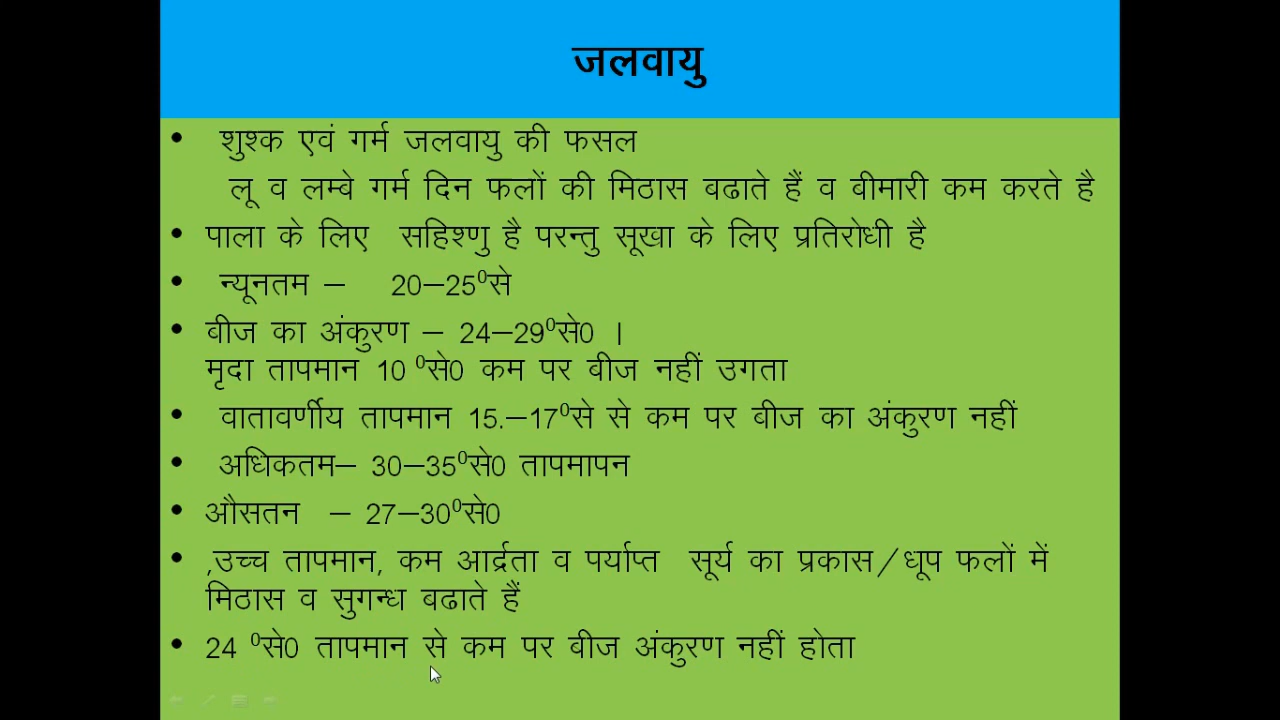 जलवायु
• शुश्क एवं गर्म जलवायु की फसल
लू व लम्बे गर्म दिन फलों की मिठास बढाते हैं व बीमारी कम करते है
• पाला के लिए सहिश्णु है परन्तु सूखा के लिए प्रतिरोधी है
• न्यूनतम – 20–25⁰से
• बीज का अंकुरण – 24–29⁰से0 ।
मृदा तापमान 10 ⁰से0 कम पर बीज नहीं उगता
• वातावर्णीय तापमान 15.–17⁰से से कम पर बीज का अंकुरण नहीं
• अधिकतम– 30–35⁰से0 तापमापन
• औसतन – 27–30⁰से0
• ,उच्च तापमान, कम आर्द्रता व पर्याप्त सूर्य का प्रकास/धूप फलों में
मिठास व सुगन्ध बढाते हैं
• 24 ⁰से0 तापमान से कम पर बीज अंकुरण नहीं होता